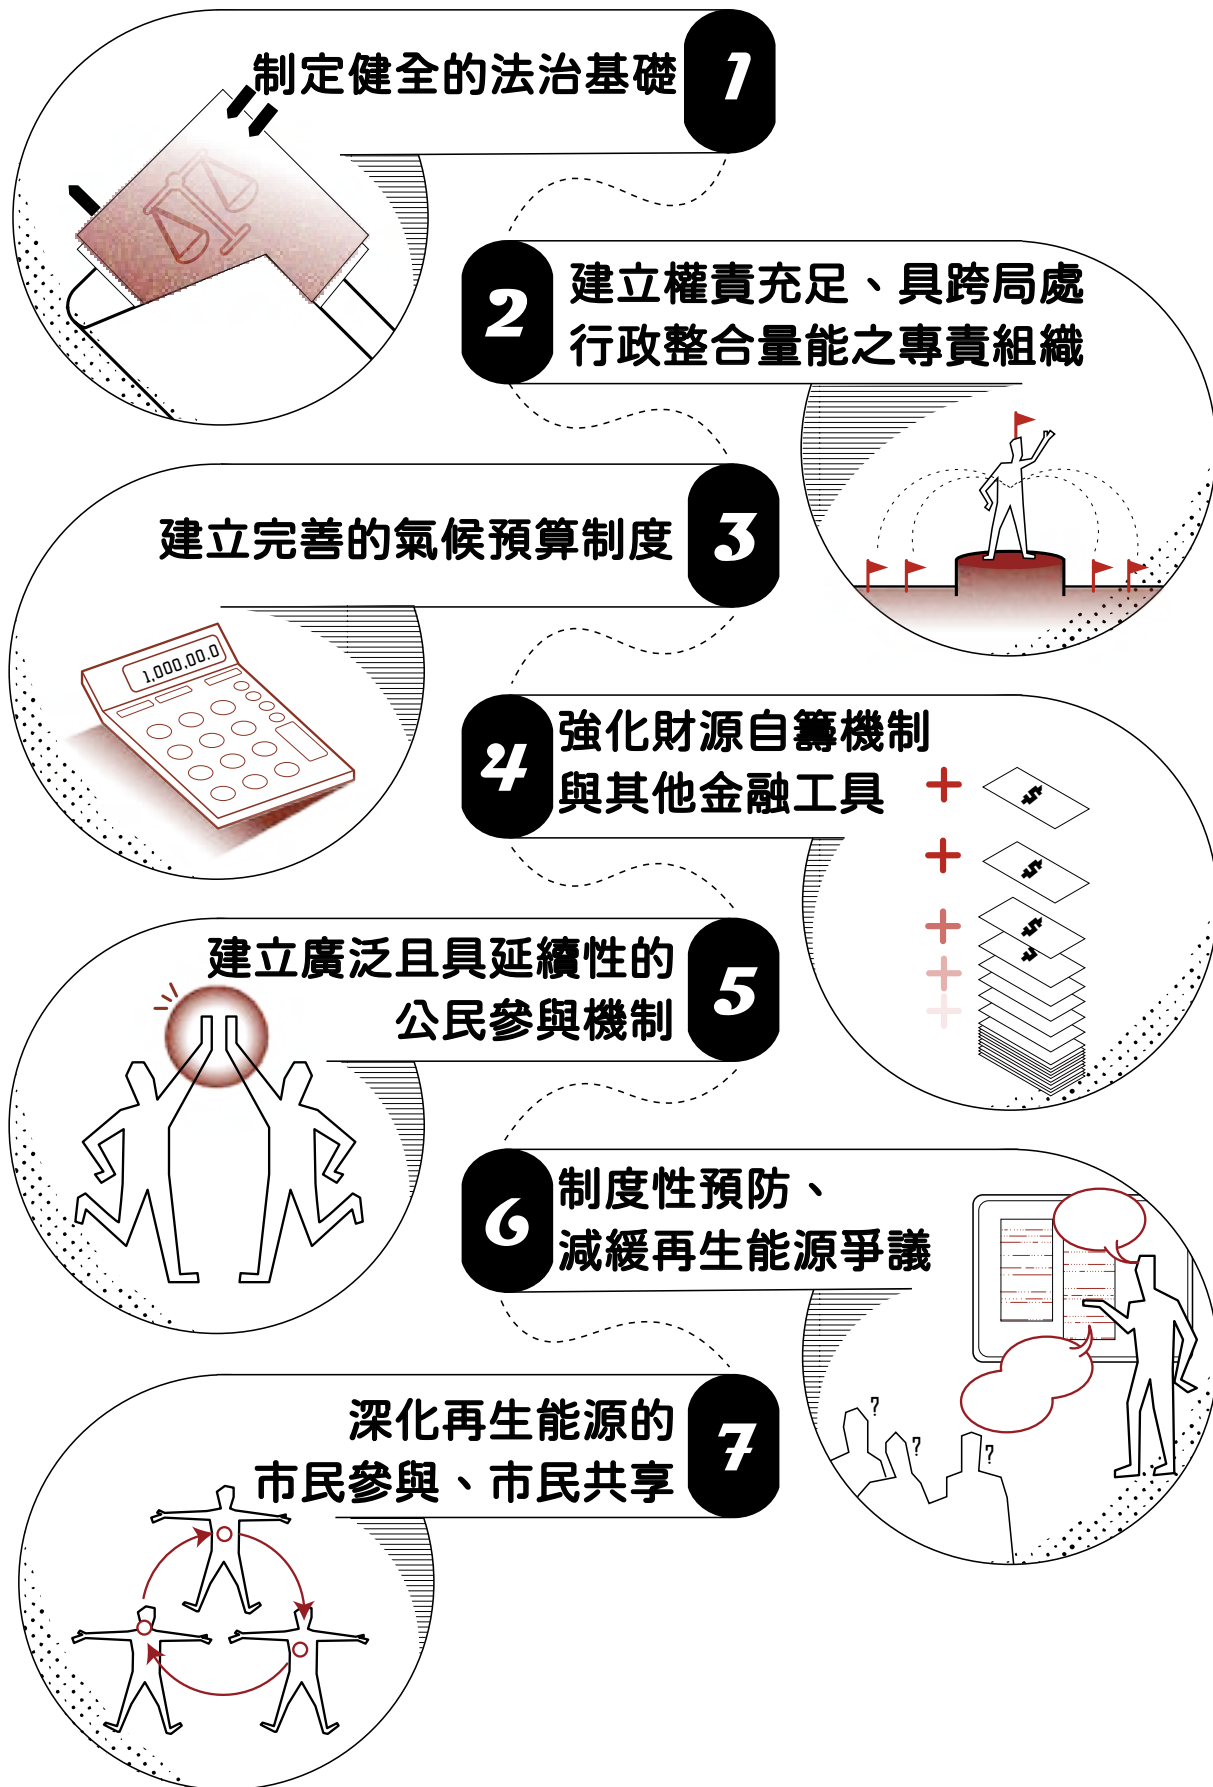 制定健全的法治基礎
1
2
建立權責充足、具跨局處
行政整合量能之專責組織
建立完善的氣候預算制度
3
1,000,00.0
4
強化財源自籌機制
與其他金融工具
$
$
$
建立廣泛且具延續性的
公民參與機制
5
6
制度性預防、
減緩再生能源爭議
?
?
?
深化再生能源的
市民參與、市民共享
7